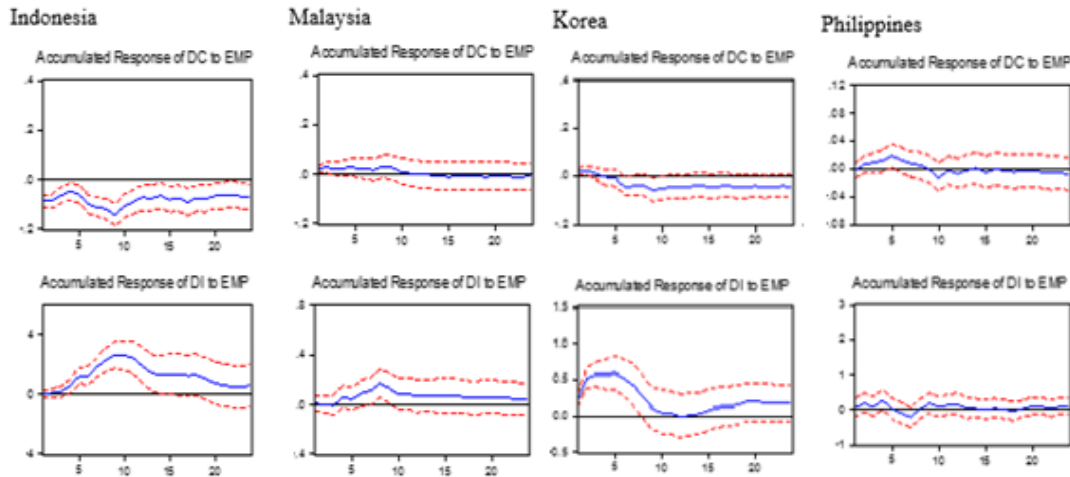 Indonesia
Malaysia
Korea
Philippines
Accumulated Response of DC to EMP
.4
.2
.0
-.2
5 10 15 20
Accumulated Response of DC to EMP
.4
.2
.0
5 10 15 20
Accumulated Response of DC to EMP
.4
.2
.0
-.2
5 10 15 20
Accumulated Response of DC to EMP
.12
.04
5 10 15 20
Accumulated Response of DI to EMP
4
0
4
5 10 15 20
Accumulated Response of DI to EMP
.4
.0
.4
5 10 15 20
Accumulated Response of DI to EMP
1.5
1.0
0.5
0.0
-0.5
5 10 15 20
Accumulated Response of DI to EMP
3
2
1
0
-1
5 10 15 20